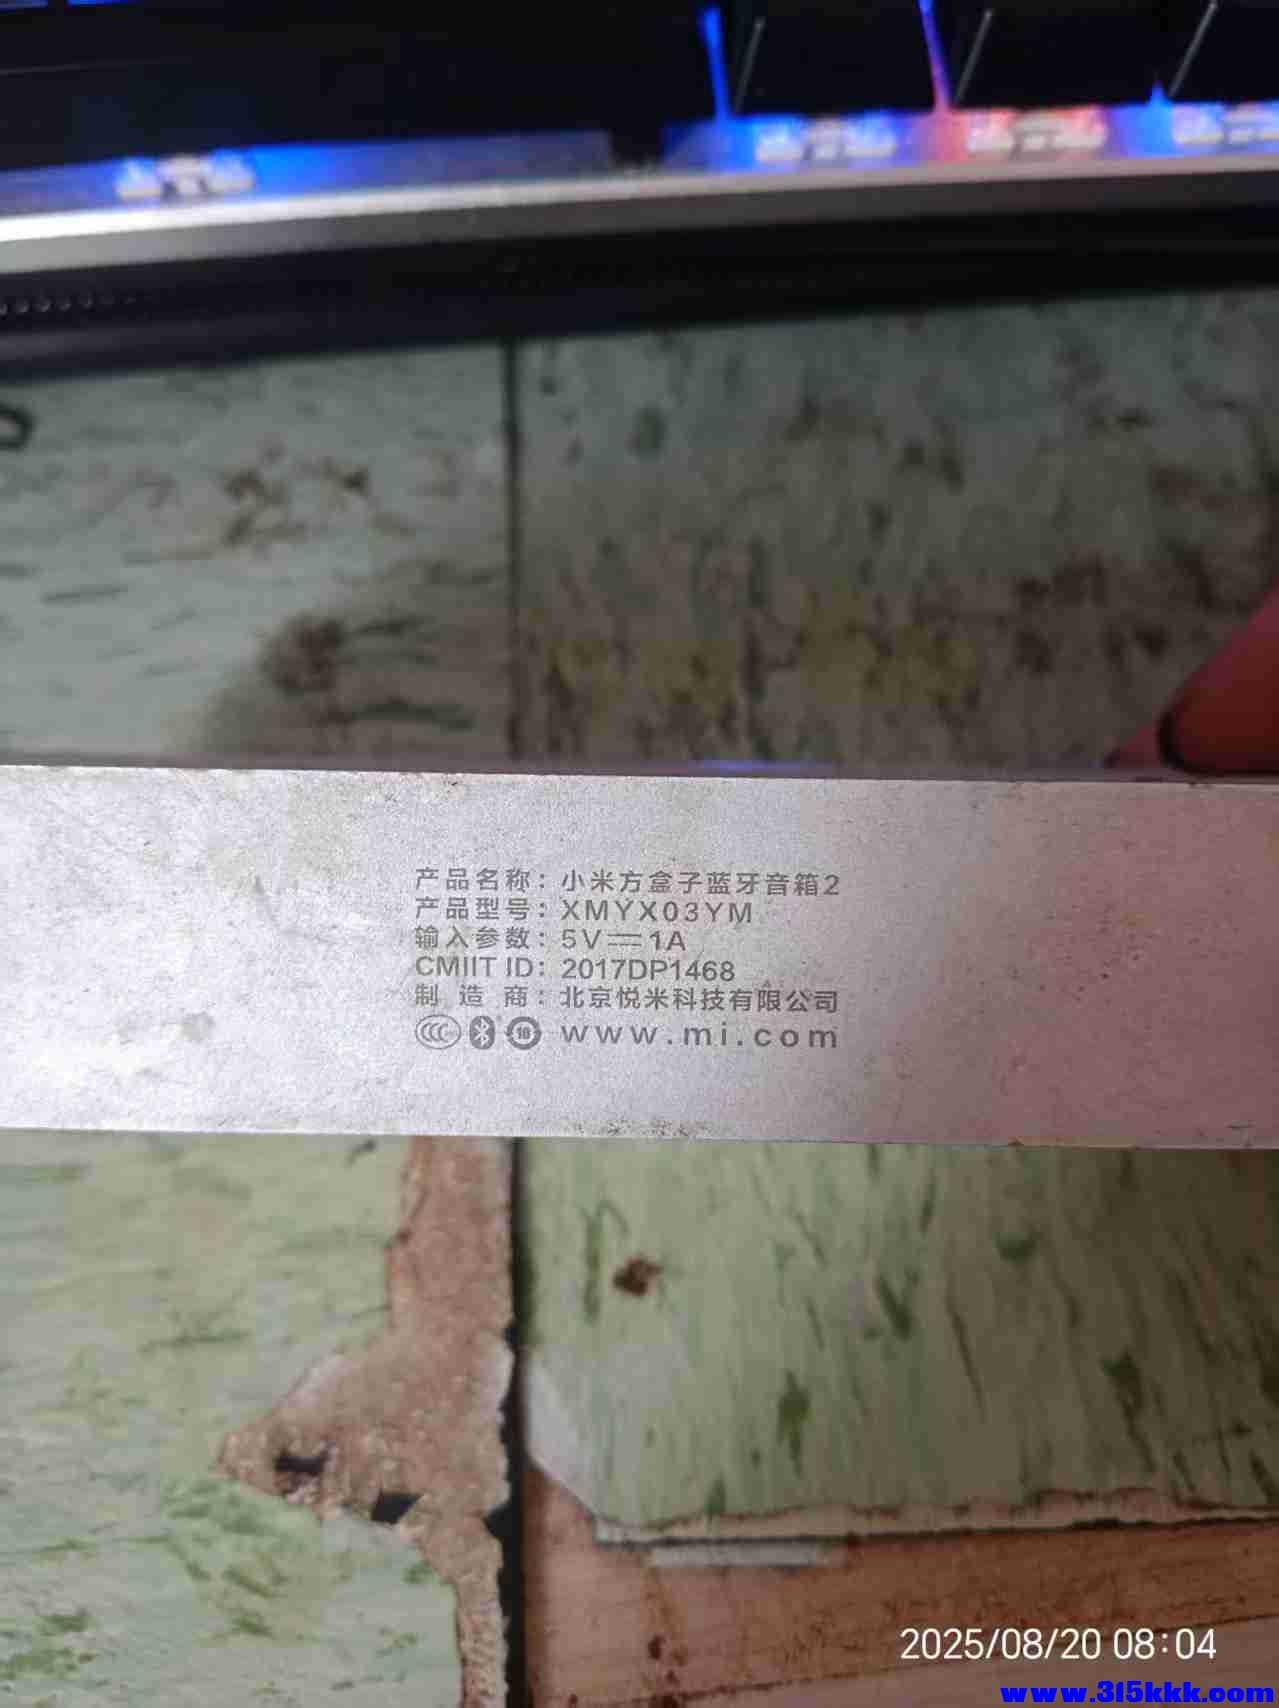 产品名称：小米方盒子蓝牙音箱2
产品型号：XMYX03YM
输入参数：5V⎓1A
CMIIT ID：2017DP1468
制造商：北京悦米科技有限公司
CCC 10 www.mi.com
2025/08/20 08:04
www.315kkk.com